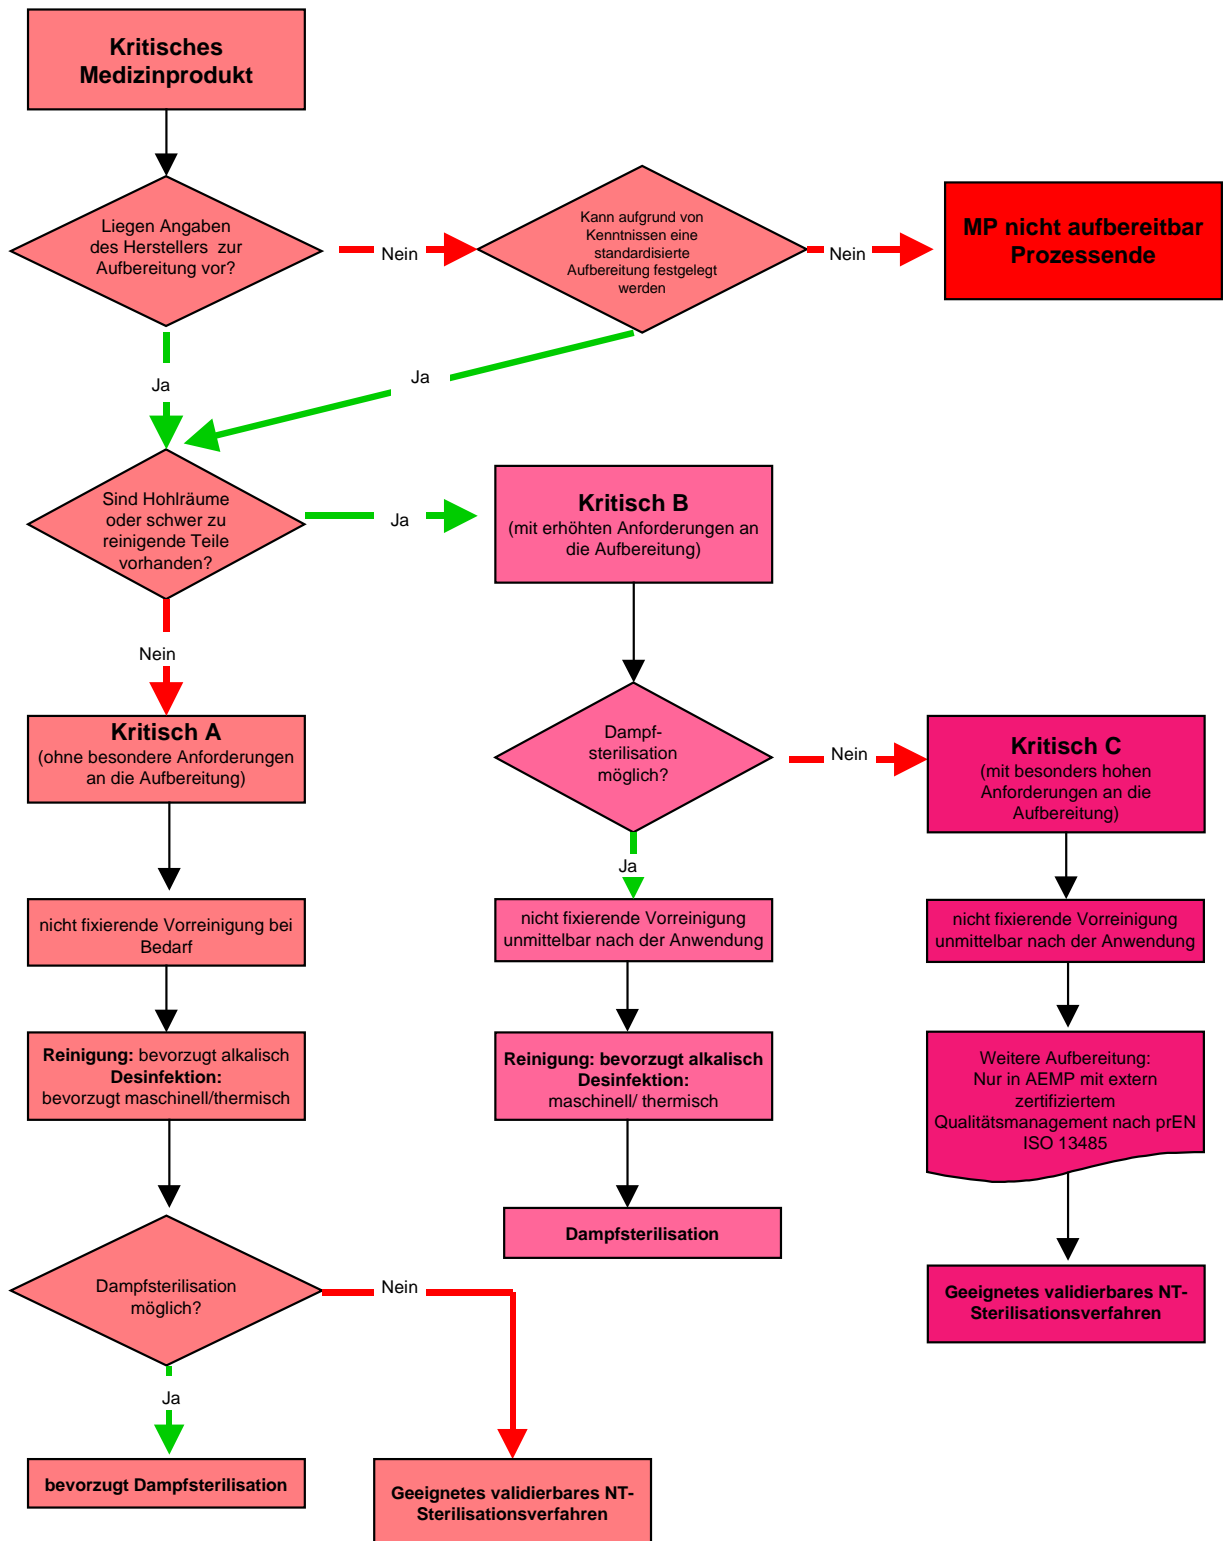 Kritisches
Medizinprodukt
Liegen Angaben
des Herstellers zur
Aufbereitung vor?
Nein
Kann aufgrund von
Kenntnissen eine
standardisierte
Aufbereitung festgelegt
werden
Nein
MP nicht aufbereitbar
Prozessende
Ja
Ja
Sind Hohlräume
oder schwer zu
reinigende Teile
vorhanden?
Ja
Kritisch B
(mit erhöhten Anforderungen an
die Aufbereitung)
Nein
Kritisch A
(ohne besondere Anforderungen
an die Aufbereitung)
Dampf-
sterilisation
möglich?
Nein
Kritisch C
(mit besonders hohen
Anforderungen an die
Aufbereitung)
Ja
nicht fixierende Vorreinigung bei
Bedarf
nicht fixierende Vorreinigung
unmittelbar nach der Anwendung
nicht fixierende Vorreinigung
unmittelbar nach der Anwendung
Reinigung: bevorzugt alkalisch
Desinfektion:
bevorzugt maschinell/thermisch
Reinigung: bevorzugt alkalisch
Desinfektion:
maschinell/ thermisch
Weitere Aufbereitung:
Nur in AEMP mit extern
zertifiziertem
Qualitätsmanagement nach prEN
ISO 13485
Dampfsterilisation
Dampfsterilisation
möglich?
Nein
Geeignetes validierbares NT-
Sterilisationsverfahren
Ja
bevorzugt Dampfsterilisation
Geeignetes validierbares NT-
Sterilisationsverfahren